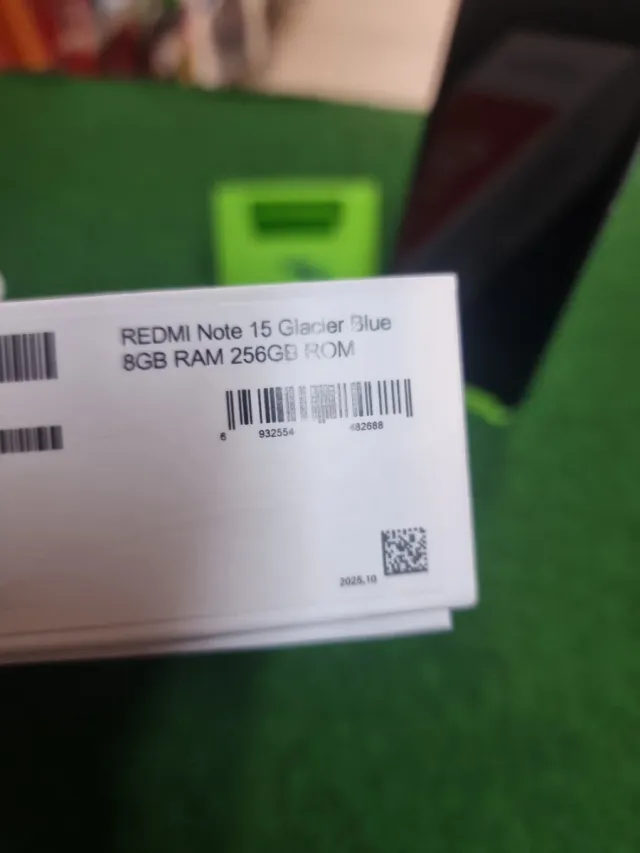 REDMI Note 15 Glacier Blue
8GB RAM 256GB ROM
6 932554 482688
2025.10